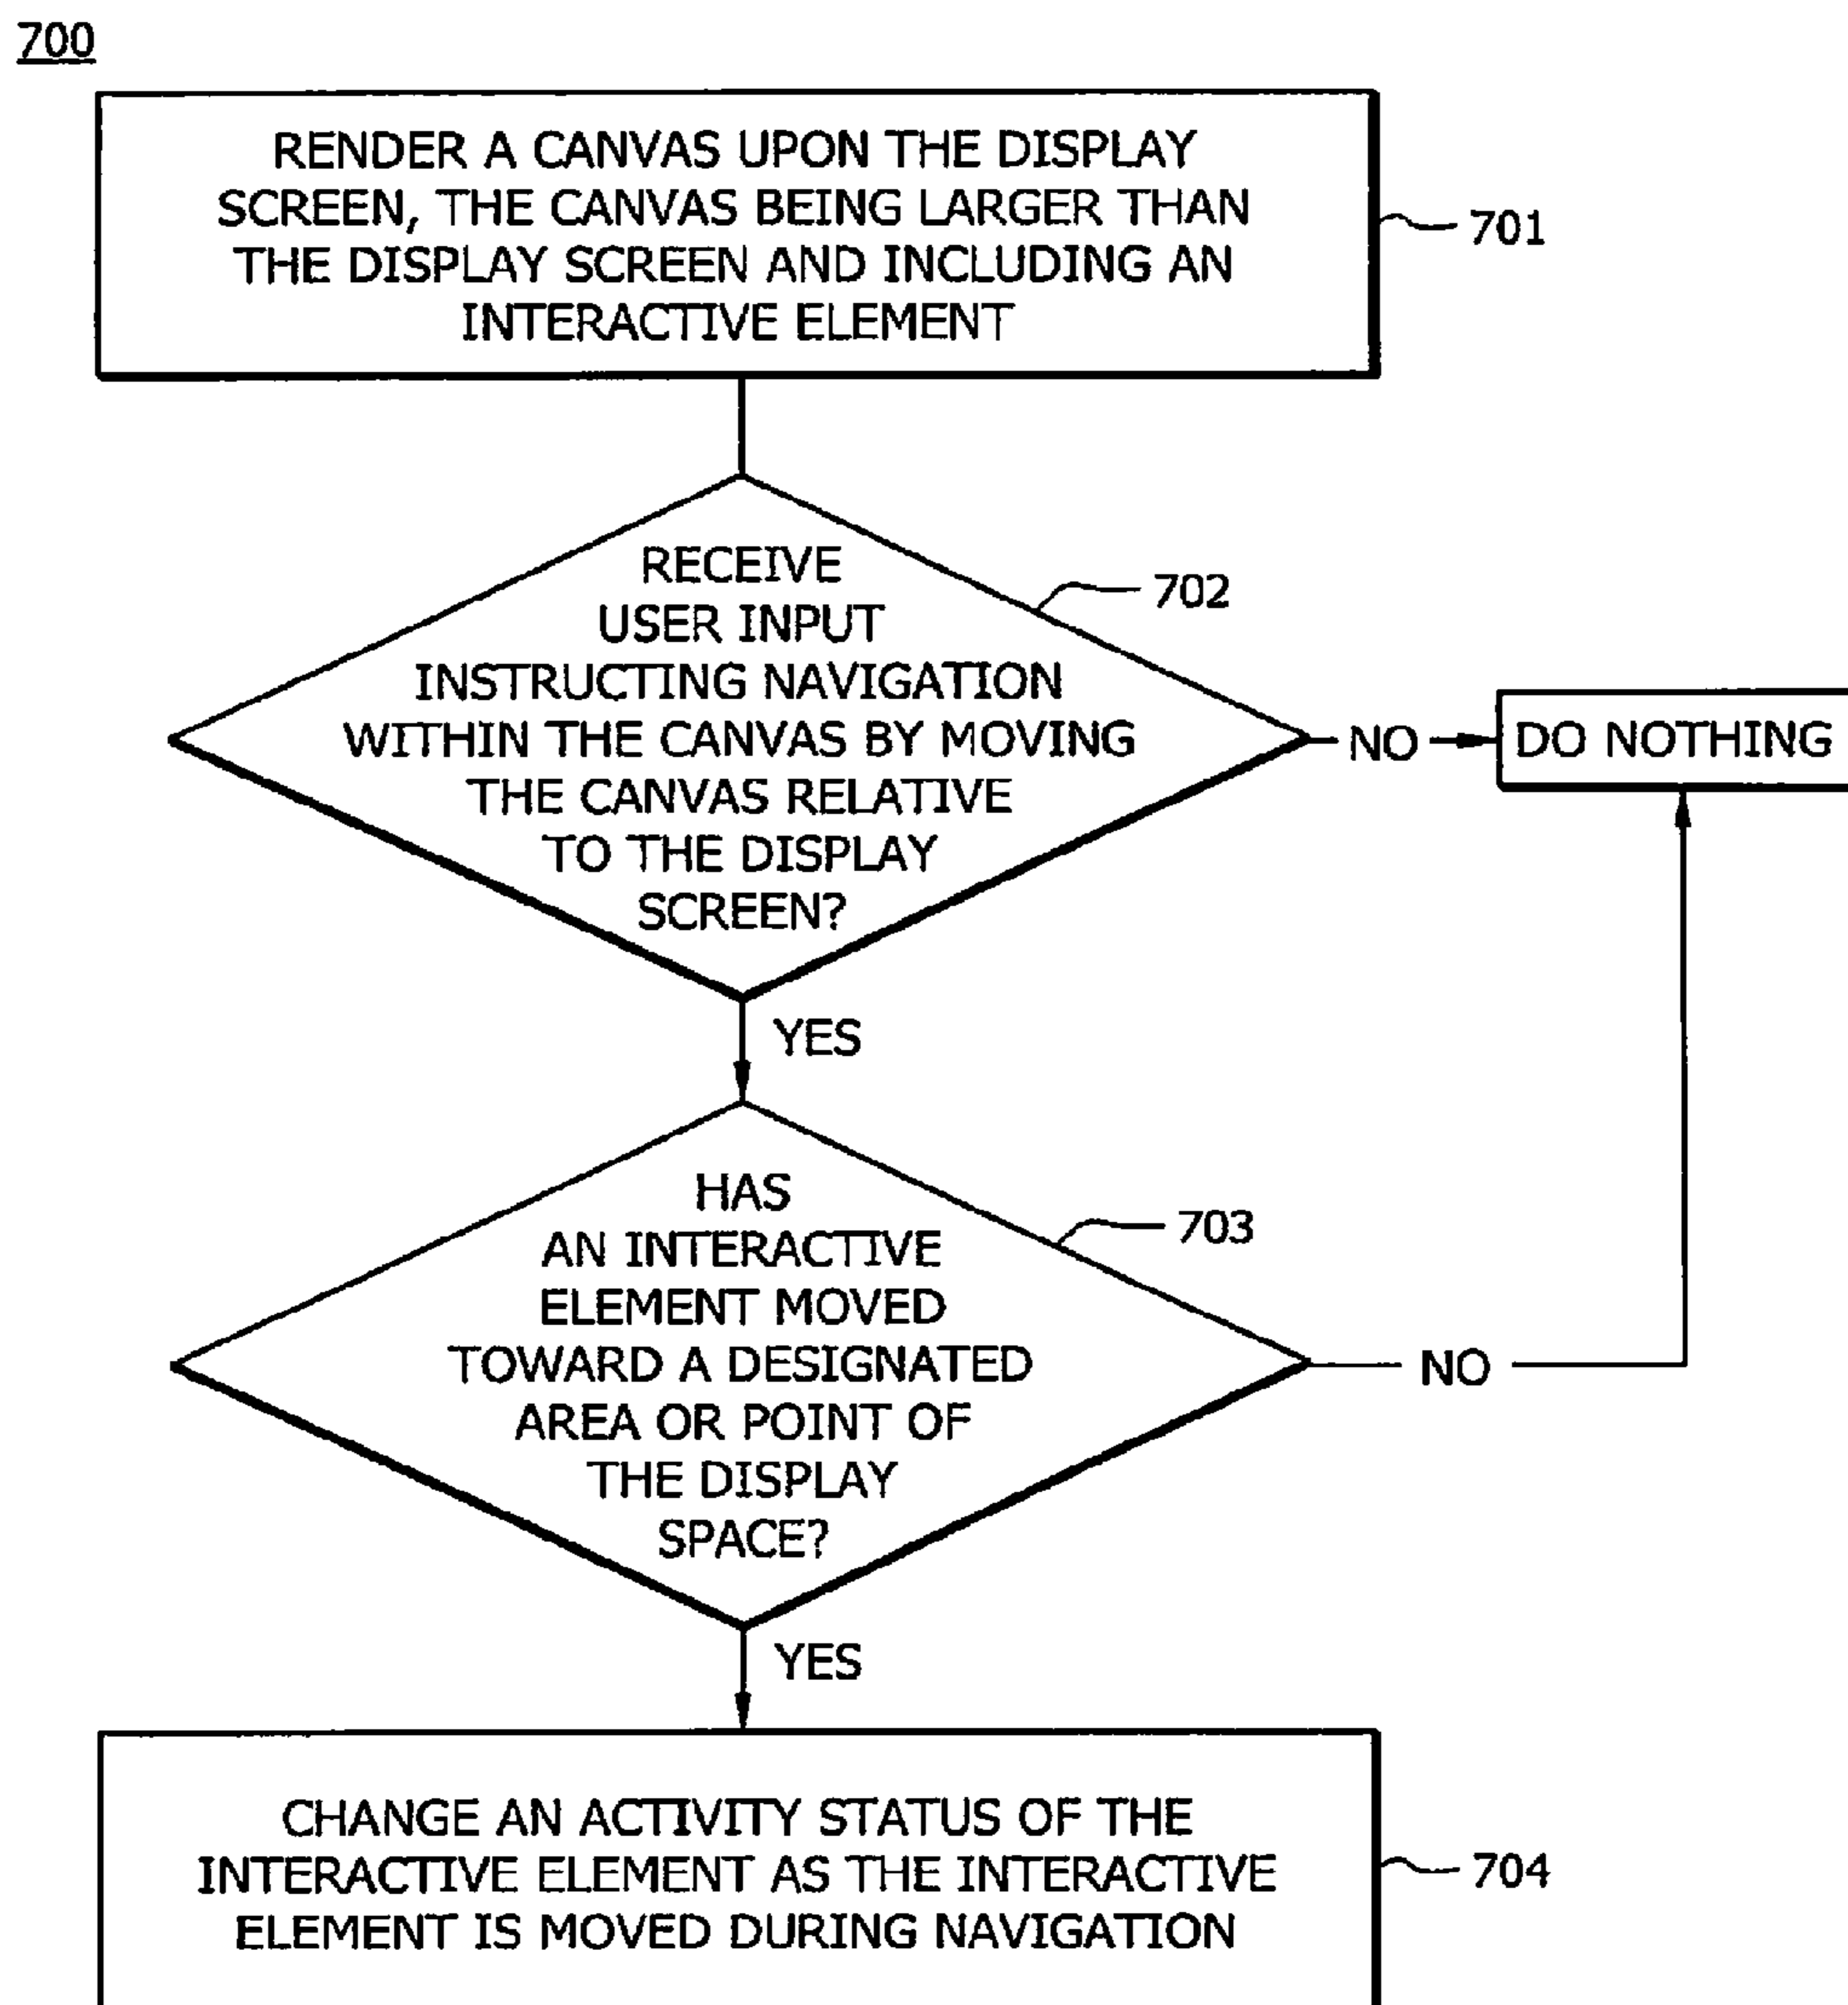 700
RENDER A CANVAS UPON THE DISPLAY
SCREEN, THE CANVAS BEING LARGER THAN
THE DISPLAY SCREEN AND INCLUDING AN
INTERACTIVE ELEMENT
701
RECEIVE
USER INPUT
INSTRUCTING NAVIGATION
WITHIN THE CANVAS BY MOVING
THE CANVAS RELATIVE
TO THE DISPLAY
SCREEN?
702
NO
DO NOTHING
YES
HAS
AN INTERACTIVE
ELEMENT MOVED
TOWARD A DESIGNATED
AREA OR POINT OF
THE DISPLAY
SPACE?
703
NO
YES
CHANGE AN ACTIVITY STATUS OF THE
INTERACTIVE ELEMENT AS THE INTERACTIVE
ELEMENT IS MOVED DURING NAVIGATION
704